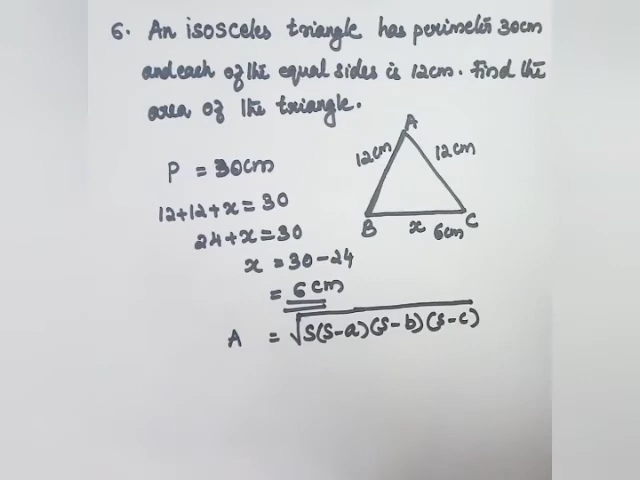 6. An isosceles triangle has perimeter 30cm
and each of the equal sides is 12cm. Find the
area of the triangle.
A
12cm 12cm
B x 6cm C
P = 30cm
12+12+x=30
24+x=30
x = 30-24
= 6cm
A = √S(S-a)(S-b)(S-c)